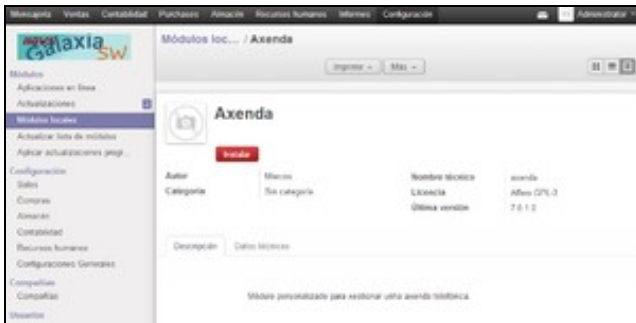 Mensajería Ventas Contabilidad Purchases Almacén Recursos humanos Informes Configuración Administrator
Galaxia SW
Módulos loc... / Axenda
Imprimir Más
Módulos
Aplicaciones en línea
Actualizaciones
Módulos locales
Actualizar lista de módulos
Aplicar actualizaciones progr...
Configuración
Sales
Compras
Almacén
Contabilidad
Recursos humanos
Configuraciones Generales
Compañías
Compañías
Usuarios
Axenda
Instalar
Autor Marcos
Categoría Sin categoría
Nombre técnico axenda
Licencia Affero GPL-3
Última versión 7.0.1.0
Descripción Datos técnicos
Módulo personalizado para xestionar unha axenda telefónica.